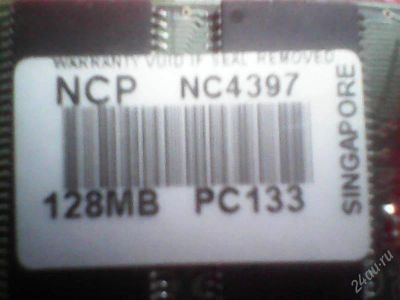 WARRANTY VOID IF SEAL REMOVED
NCP NC4397
128MB PC133
SINGAPORE
24au.ru